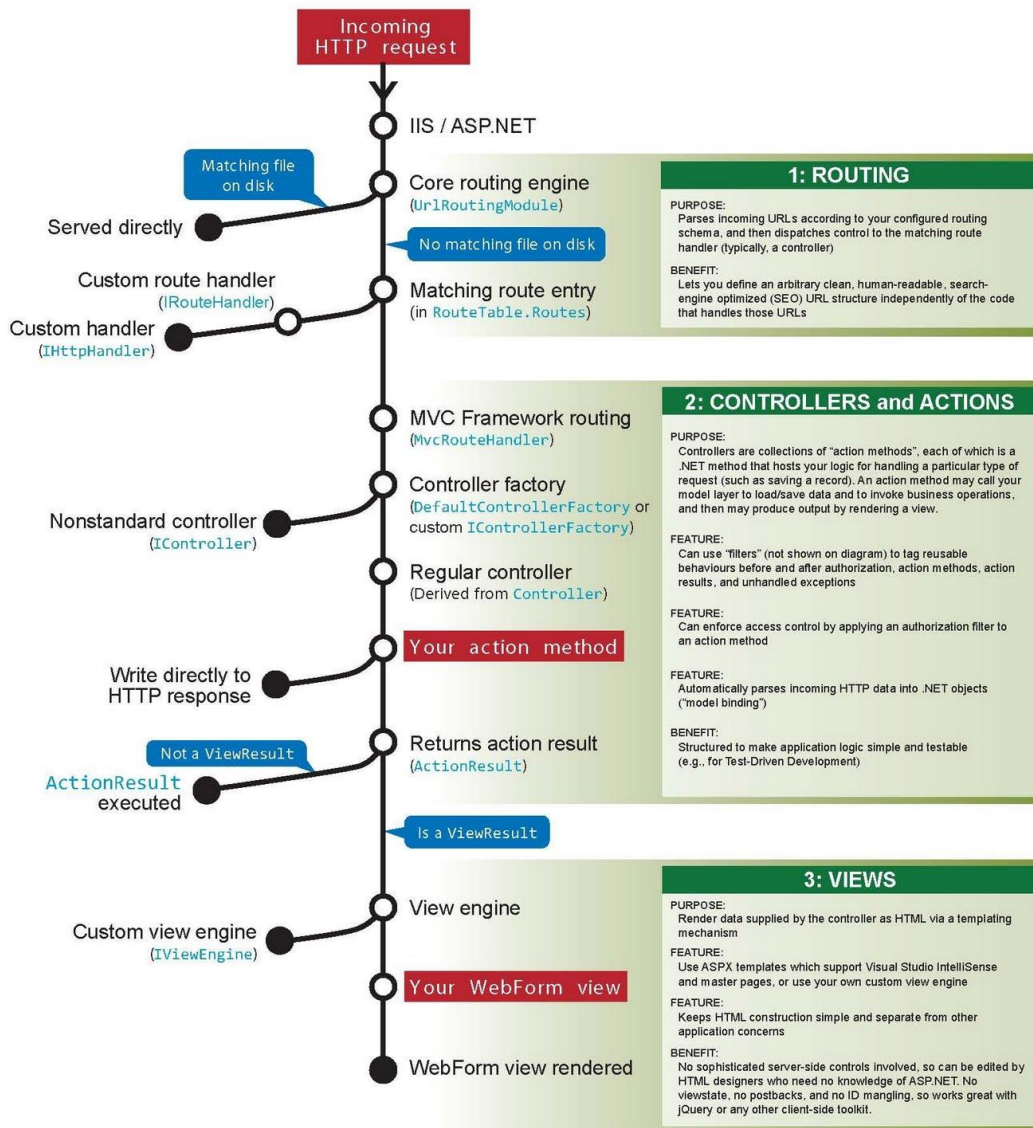 Incoming
HTTP request
IIS / ASP.NET
Matching file
on disk
Core routing engine
(UrlRoutingModule)
Served directly
No matching file on disk
Custom route handler
(IRouteHandler)
Matching route entry
(in RouteTable.Routes)
Custom handler
(IHttpHandler)
1: ROUTING
PURPOSE:
Parses incoming URLs according to your configured routing
schema, and then dispatches control to the matching route
handler (typically, a controller)
BENEFIT:
Lets you define an arbitrary clean, human-readable, search-
engine optimized (SEO) URL structure independently of the code
that handles those URLs
MVC Framework routing
(MvcRouteHandler)
Controller factory
(DefaultControllerFactory or
custom IControllerFactory)
Nonstandard controller
(IController)
Regular controller
(Derived from Controller)
Your action method
Write directly to
HTTP response
Returns action result
(ActionResult)
Not a ViewResult
ActionResult
executed
Is a ViewResult
2: CONTROLLERS and ACTIONS
PURPOSE:
Controllers are collections of “action methods”, each of which is a
.NET method that hosts your logic for handling a particular type of
request (such as saving a record). An action method may call your
model layer to load/save data and to invoke business operations,
and then may produce output by rendering a view.
FEATURE:
Can use “filters” (not shown on diagram) to tag reusable
behaviours before and after authorization, action methods, action
results, and unhandled exceptions
FEATURE:
Can enforce access control by applying an authorization filter to
an action method
FEATURE:
Automatically parses incoming HTTP data into .NET objects
(“model binding”)
BENEFIT:
Structured to make application logic simple and testable
(e.g., for Test-Driven Development)
View engine
Custom view engine
(IViewEngine)
Your WebForm view
WebForm view rendered
3: VIEWS
PURPOSE:
Render data supplied by the controller as HTML via a templating
mechanism
FEATURE:
Use ASPX templates which support Visual Studio IntelliSense
and master pages, or use your own custom view engine
FEATURE:
Keeps HTML construction simple and separate from other
application concerns
BENEFIT:
No sophisticated server-side controls involved, so can be edited by
HTML designers who need no knowledge of ASP.NET. No
viewstate, no postbacks, and no ID mangling, so works great with
jQuery or any other client-side toolkit.